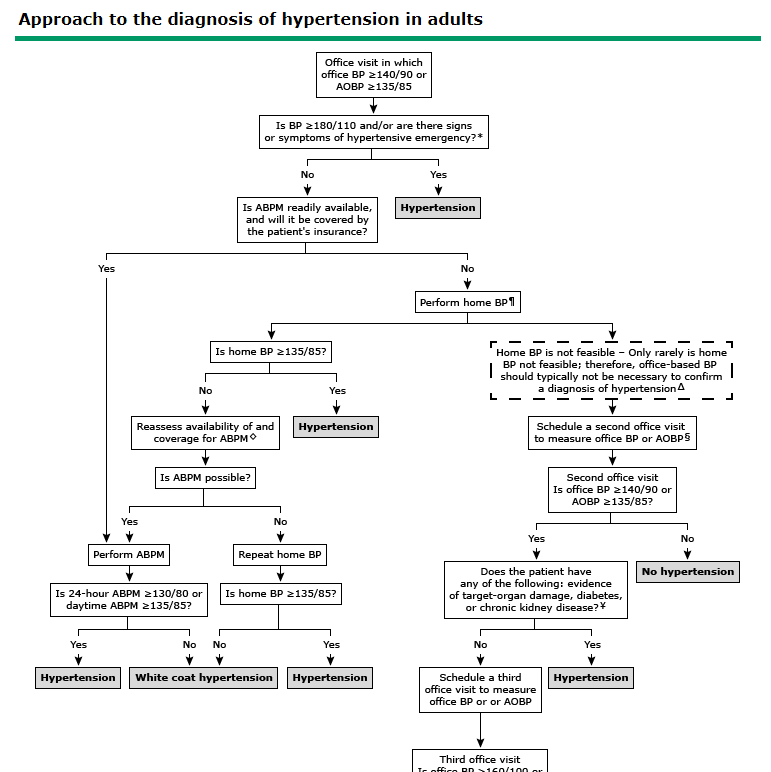 Approach to the diagnosis of hypertension in adults
Office visit in which
office BP ≥140/90 or
AOBP ≥135/85
Is BP ≥180/110 and/or are there signs
or symptoms of hypertensive emergency?*
No
Yes
Is ABPM readily available,
and will it be covered by
the patient's insurance?
Hypertension
Yes
No
Perform home BP¶
Is home BP ≥135/85?
Home BP is not feasible – Only rarely is home
BP not feasible; therefore, office-based BP
should typically not be necessary to confirm
a diagnosis of hypertensionΔ
No
Yes
Reassess availability of and
coverage for ABPM◊
Hypertension
Schedule a second office visit
to measure office BP or AOBP§
Is ABPM possible?
Second office visit
Is office BP ≥140/90 or
AOBP ≥135/85?
Yes
No
Yes
No
Perform ABPM
Repeat home BP
Does the patient have
any of the following: evidence
of target-organ damage, diabetes,
or chronic kidney disease?¥
No hypertension
Is 24-hour ABPM ≥130/80 or
daytime ABPM ≥135/85?
Is home BP ≥135/85?
Yes
No
No
Yes
No
Yes
Hypertension
White coat hypertension
Hypertension
Schedule a third
office visit to measure
office BP or or AOBP
Hypertension
Third office visit
Is office BP ≥160/100 or